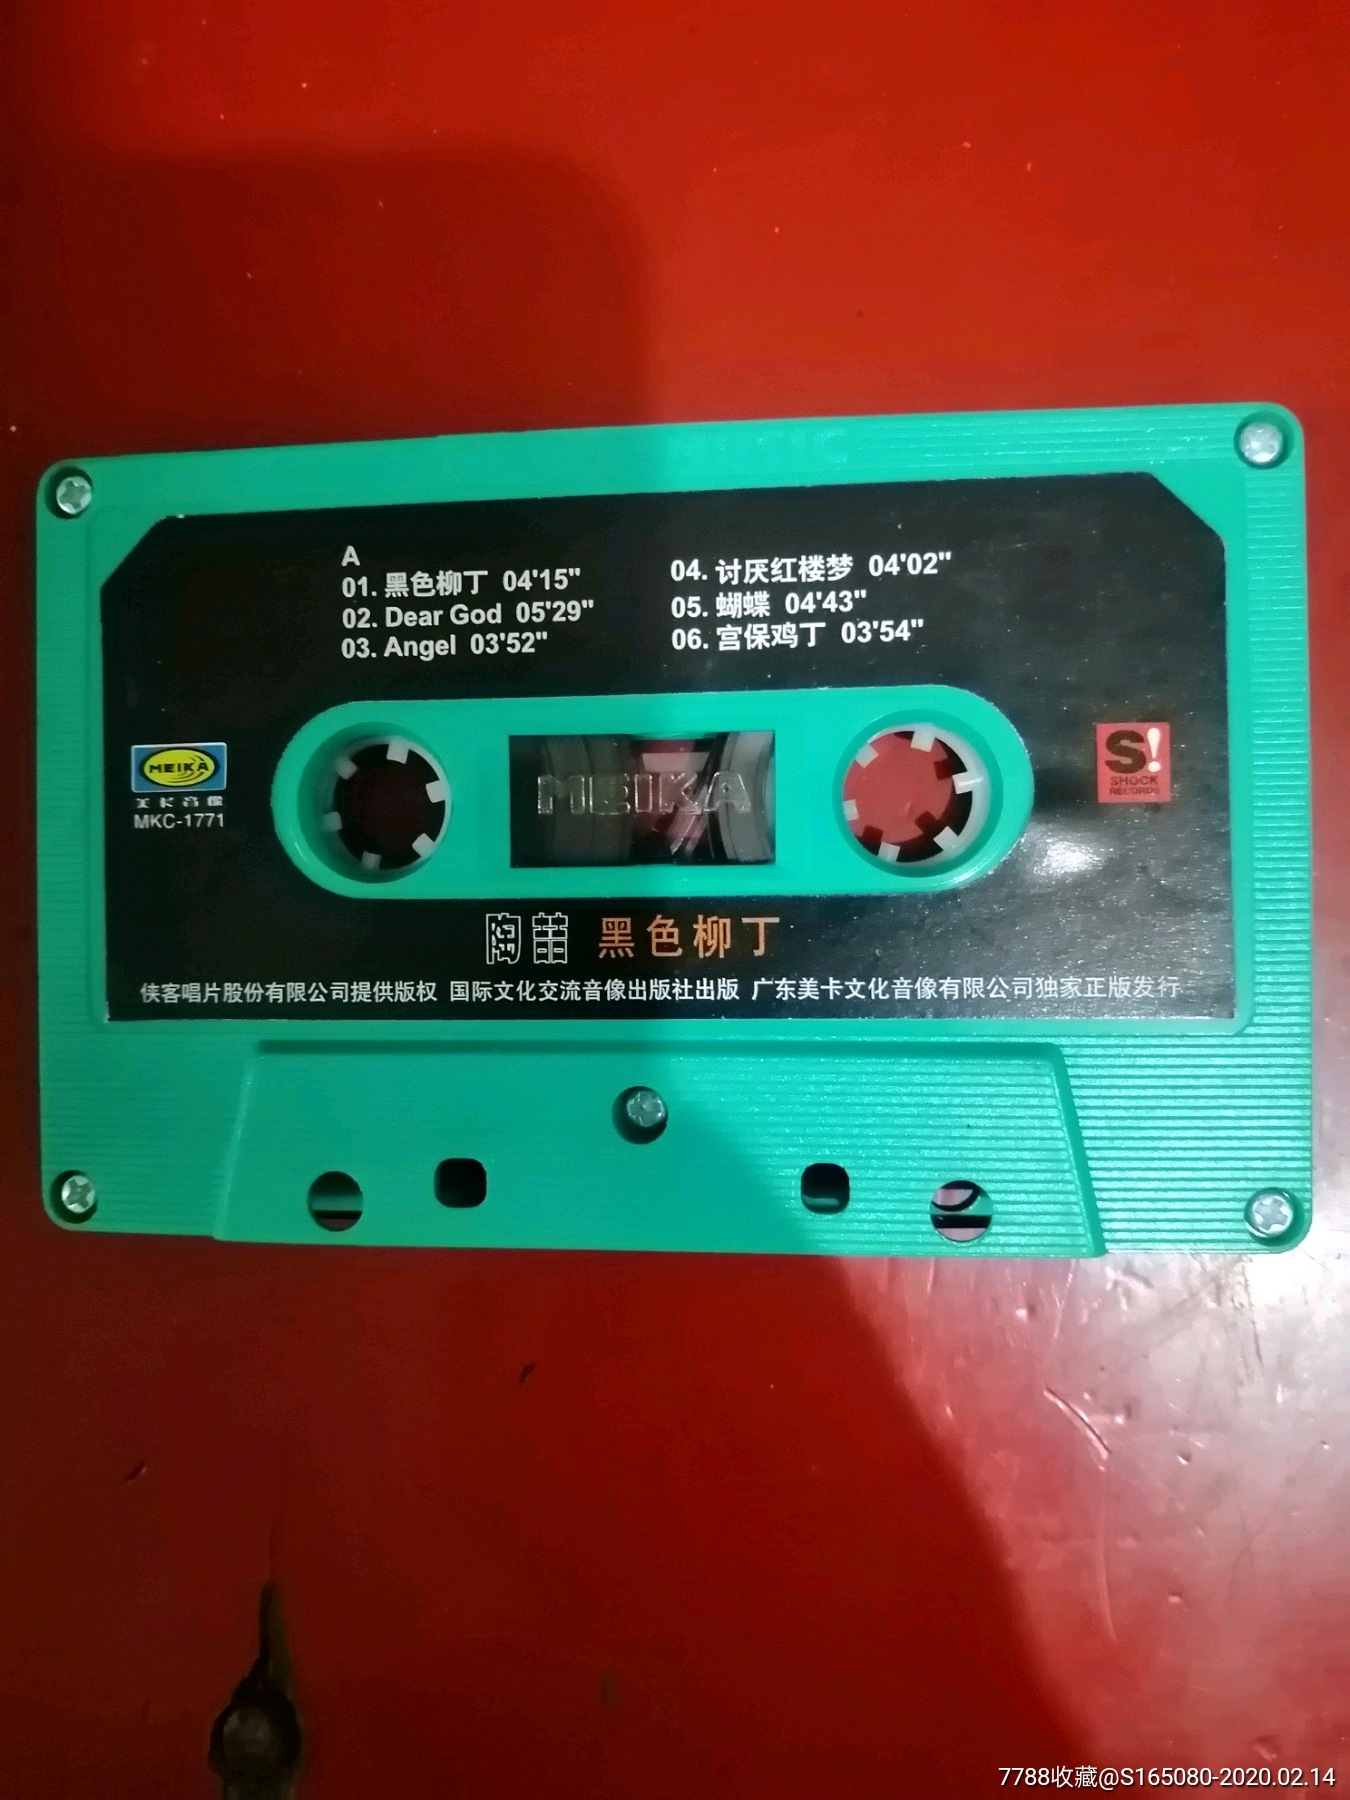 A
01. 黑色柳丁 04'15"
02. Dear God 05'29"
03. Angel 03'52"
04. 讨厌红楼梦 04'02"
05. 蝴蝶 04'43"
06. 宫保鸡丁 03'54"
MEIKA
美卡音像
MKC-1771
MEIKA
S!
SHOCK
RECORDS
陶喆 黑色柳丁
侠客唱片股份有限公司提供版权 国际文化交流音像出版社出版 广东美卡文化音像有限公司独家正版发行
7788收藏@S165080-2020.02.14